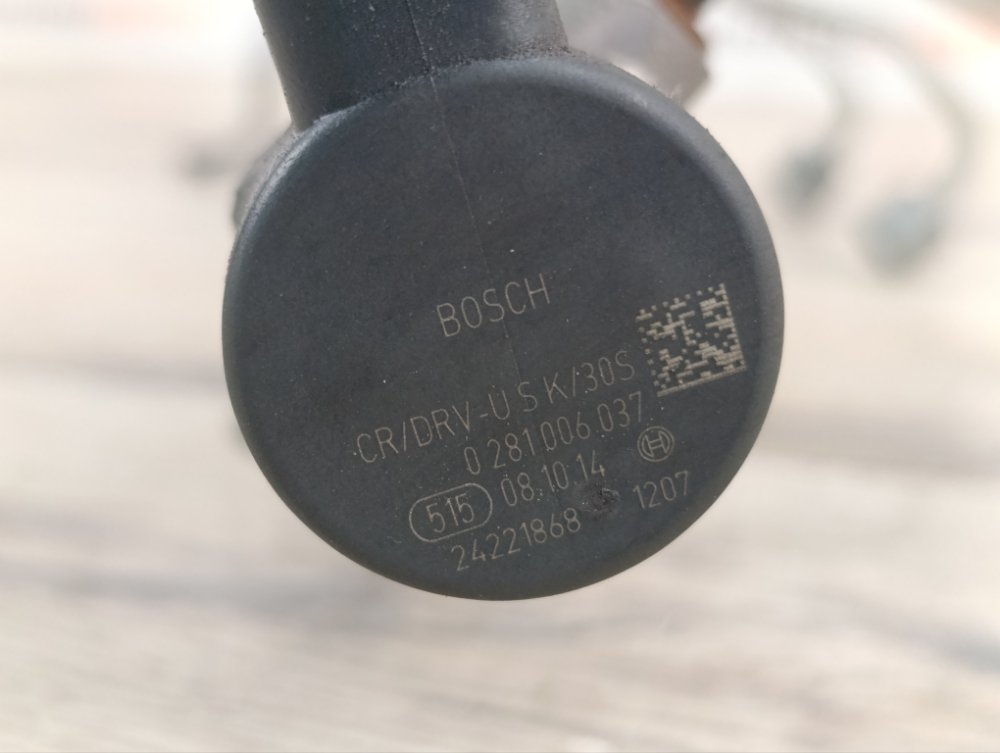 BOSCH
CR/DRV-U S K/30S
0 281 006 037
515 08.10.14
24221868 1207